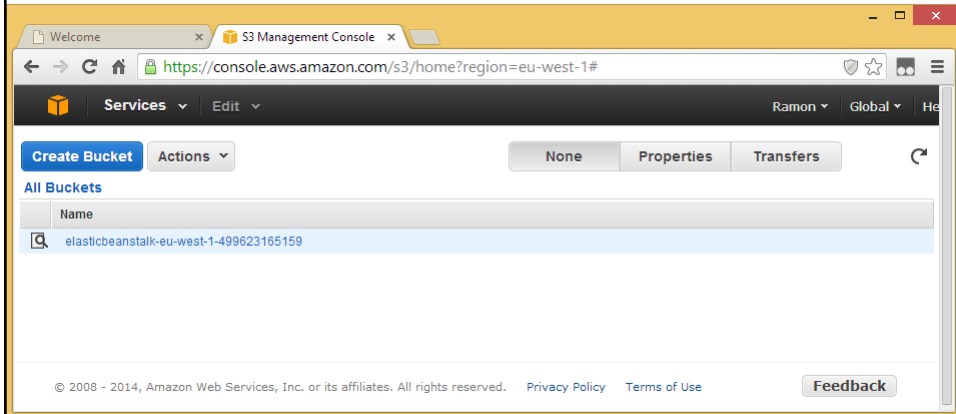 Welcome
S3 Management Console
https://console.aws.amazon.com/s3/home?region=eu-west-1#
Services Edit Ramon Global He
Create Bucket Actions None Properties Transfers
All Buckets
Name
elasticbeanstalk-eu-west-1-499623165159
© 2008 - 2014, Amazon Web Services, Inc. or its affiliates. All rights reserved. Privacy Policy Terms of Use Feedback